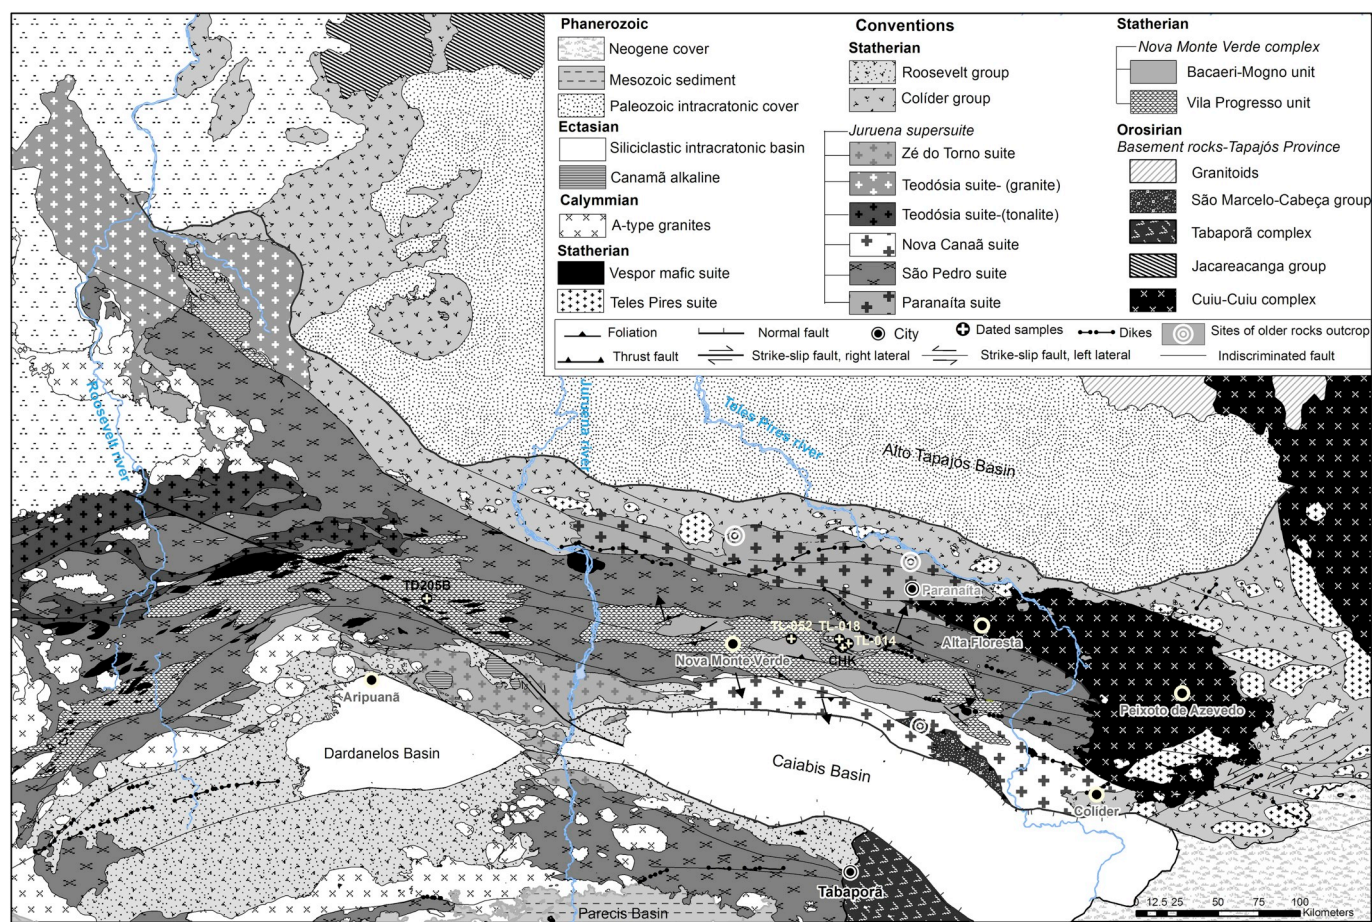 Phanerozoic
Neogene cover
Mesozoic sediment
Paleozoic intracratonic cover
Ectasian
Siliciclastic intracratonic basin
Canamã alkaline
Calymmian
A-type granites
Statherian
Vespor mafic suite
Teles Pires suite
Conventions
Statherian
Roosevelt group
Colíder group
Juruena supersuite
Zé do Torno suite
Teodósia suite- (granite)
Teodósia suite-(tonalite)
Nova Canaã suite
São Pedro suite
Paranaíta suite
Statherian
Nova Monte Verde complex
Bacaeri-Mogno unit
Vila Progresso unit
Orosirian
Basement rocks-Tapajós Province
Granitoids
São Marcelo-Cabeça group
Tabaporã complex
Jacareacanga group
Cuiu-Cuiu complex
Foliation
Normal fault
City
Dated samples
Dikes
Sites of older rocks outcrop
Thrust fault
Strike-slip fault, right lateral
Strike-slip fault, left lateral
Indiscriminated fault
Roosevelt river
Juruena river
Teles Pires river
Alto Tapajós Basin
TD205B
Paranaíta
TL-052
TL-018
TL-014
CHK
Alta Floresta
Nova Monte Verde
Aripuanã
Peixoto de Azevedo
Dardanelos Basin
Caiabis Basin
Colíder
Tabaporã
Parecis Basin
0 12.5 25 50 75 100
Kilometers